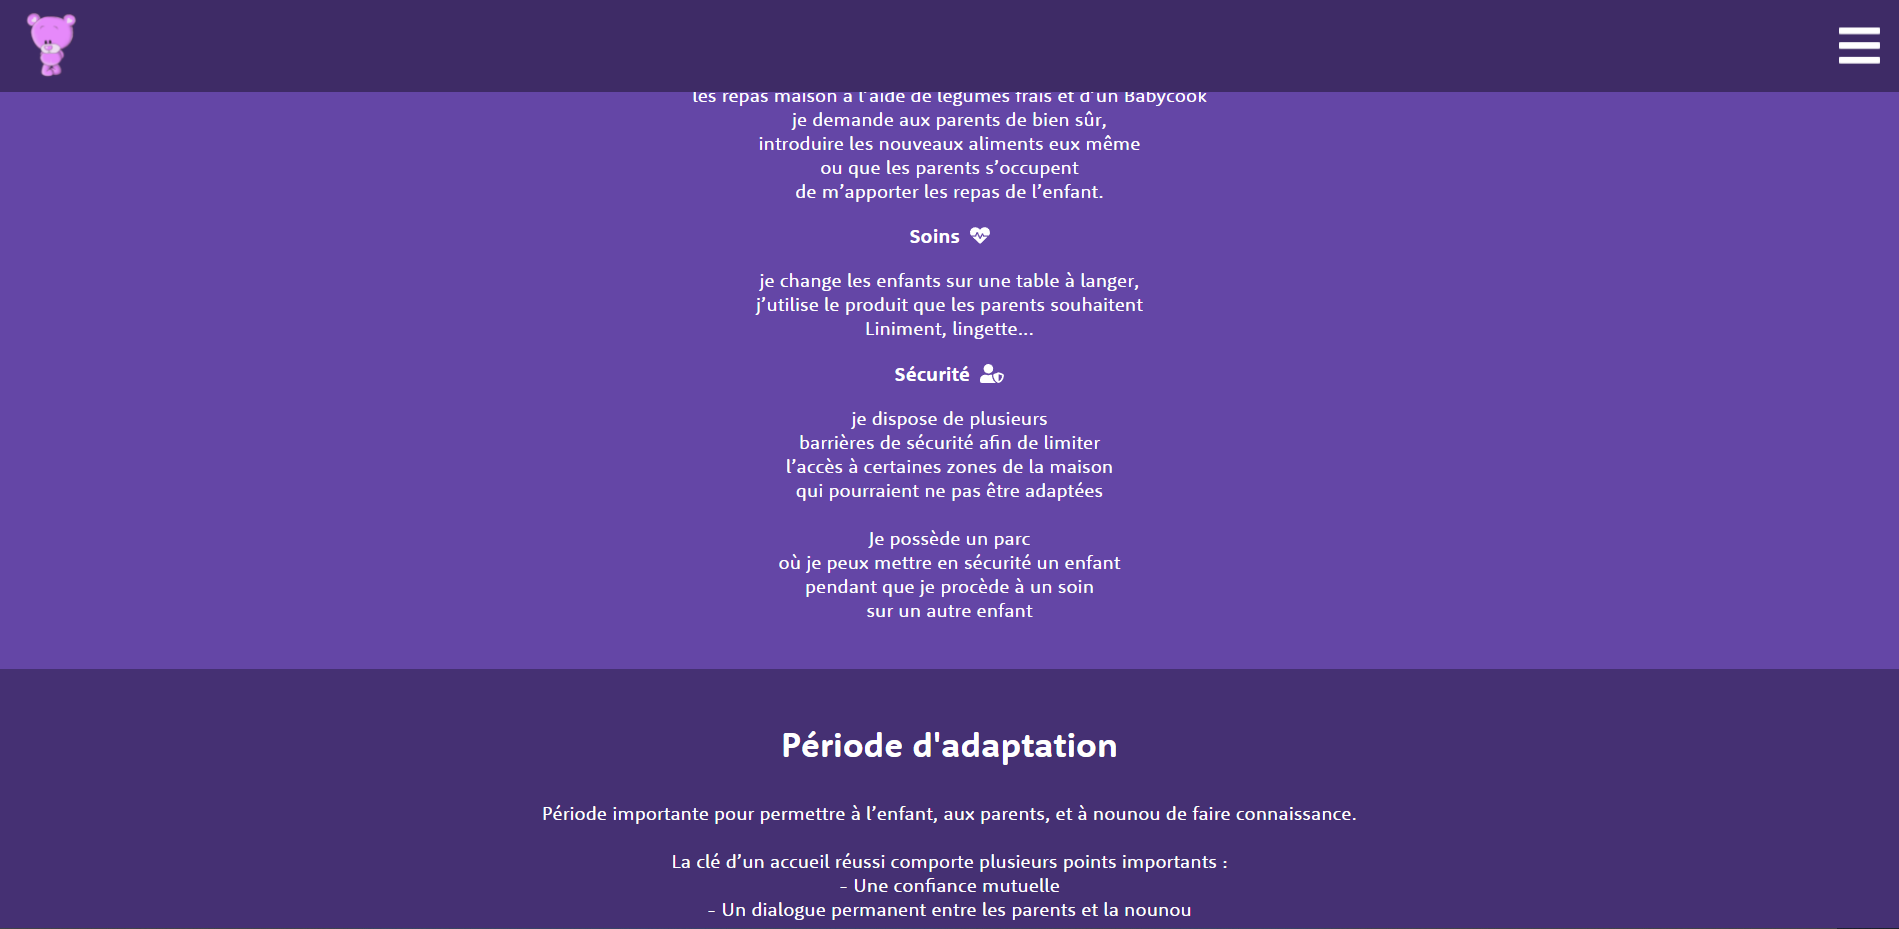 les repas maison à l’aide de légumes frais et d’un Babycook
je demande aux parents de bien sûr,
introduire les nouveaux aliments eux même
ou que les parents s’occupent
de m’apporter les repas de l’enfant.
Soins
je change les enfants sur une table à langer,
j’utilise le produit que les parents souhaitent
Liniment, lingette...
Sécurité
je dispose de plusieurs
barrières de sécurité afin de limiter
l’accès à certaines zones de la maison
qui pourraient ne pas être adaptées
Je possède un parc
où je peux mettre en sécurité un enfant
pendant que je procède à un soin
sur un autre enfant
Période d'adaptation
Période importante pour permettre à l’enfant, aux parents, et à nounou de faire connaissance.
La clé d’un accueil réussi comporte plusieurs points importants :
- Une confiance mutuelle
- Un dialogue permanent entre les parents et la nounou